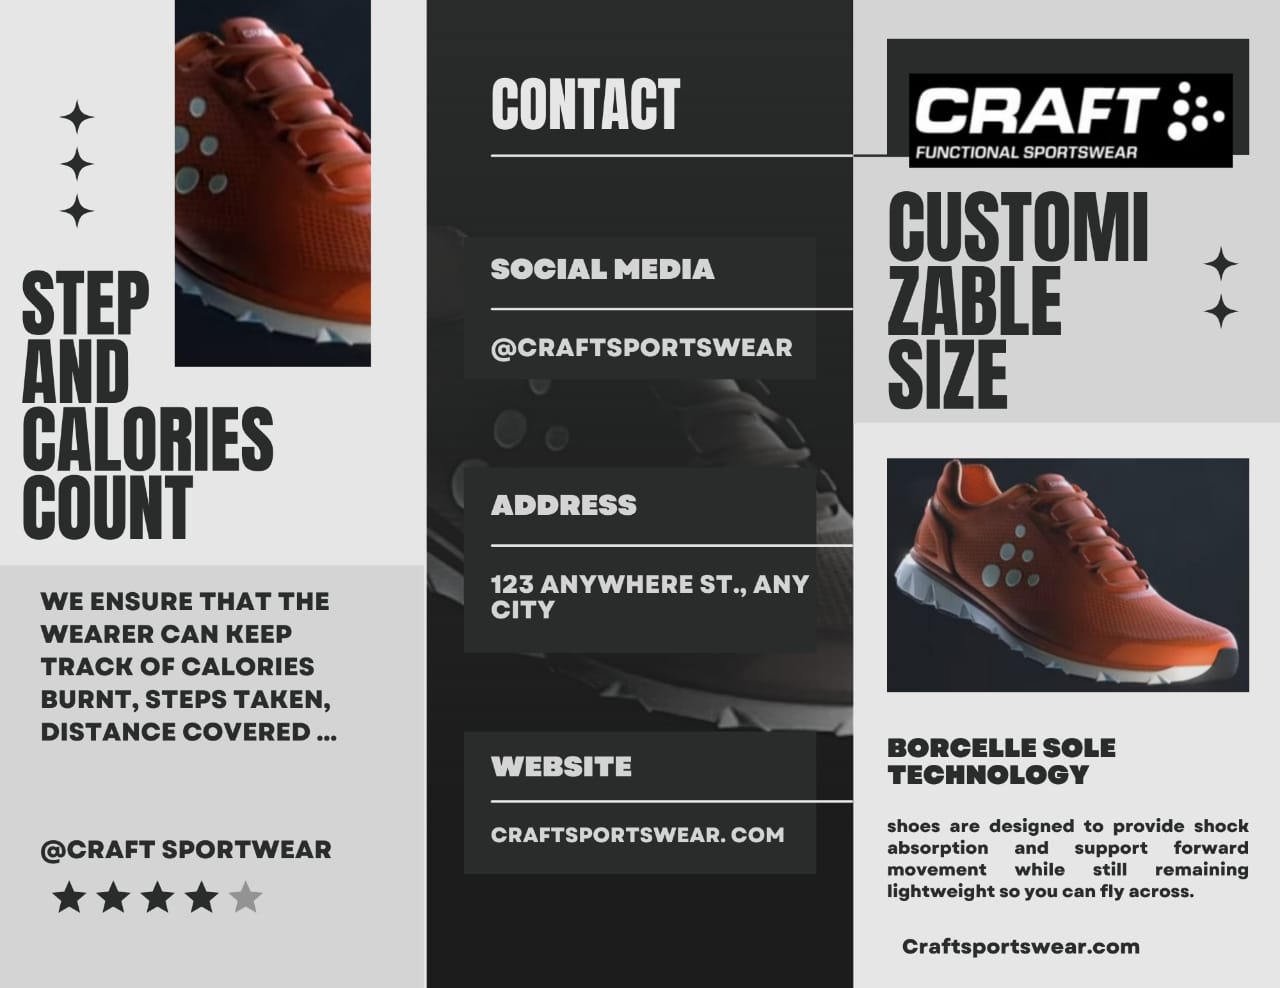 STEP
AND
CALORIES
COUNT
WE ENSURE THAT THE
WEARER CAN KEEP
TRACK OF CALORIES
BURNT, STEPS TAKEN,
DISTANCE COVERED ...
@CRAFT SPORTWEAR
CONTACT
SOCIAL MEDIA
@CRAFTSPORTSWEAR
ADDRESS
123 ANYWHERE ST., ANY
CITY
WEBSITE
CRAFTSPORTSWEAR. COM
CRAFT
FUNCTIONAL SPORTSWEAR
CUSTOMI
ZABLE
SIZE
BORCELLE SOLE
TECHNOLOGY
shoes are designed to provide shock
absorption and support forward
movement while still remaining
lightweight so you can fly across.
Craftsportswear.com